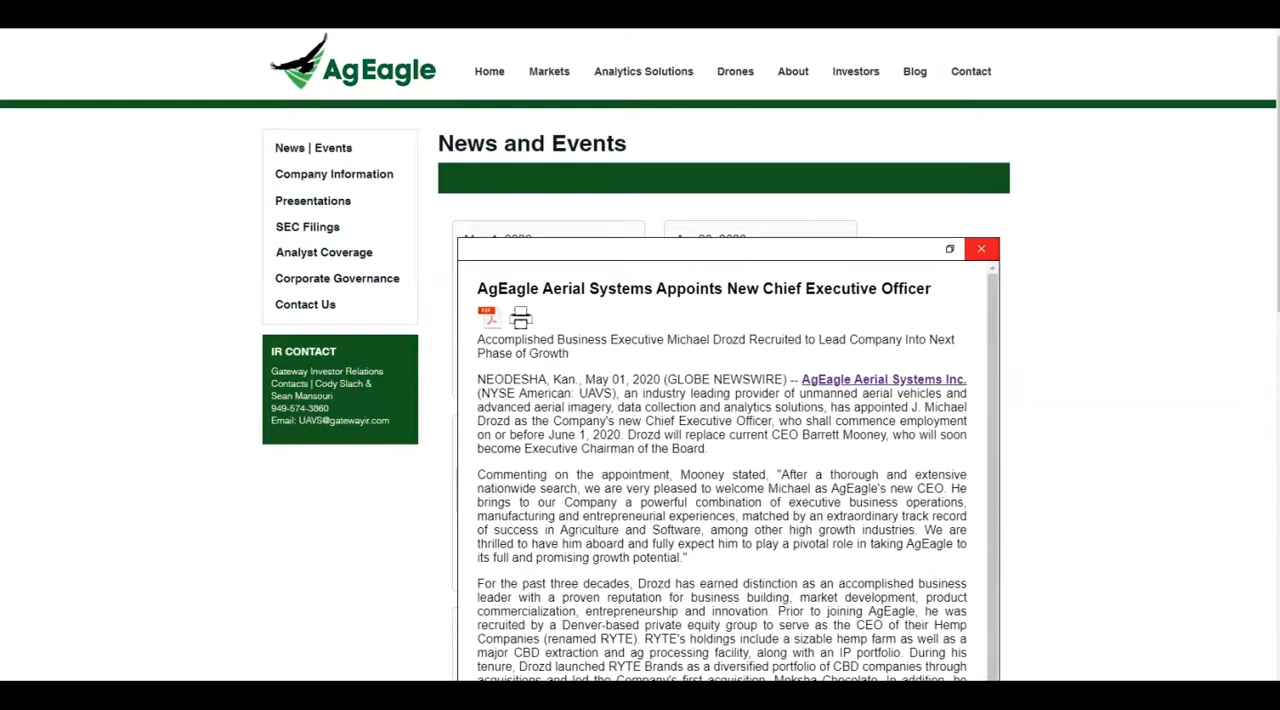 AgEagle
Home Markets Analytics Solutions Drones About Investors Blog Contact
News | Events
Company Information
Presentations
SEC Filings
Analyst Coverage
Corporate Governance
Contact Us
IR CONTACT
Gateway Investor Relations
Contacts | Cody Slach &
Sean Mansouri
949-574-3860
Email: UAVS@gatewayir.com
News and Events
AgEagle Aerial Systems Appoints New Chief Executive Officer
PDF
Accomplished Business Executive Michael Drozd Recruited to Lead Company Into Next
Phase of Growth
NEODESHA, Kan., May 01, 2020 (GLOBE NEWSWIRE) -- AgEagle Aerial Systems Inc.
(NYSE American: UAVS), an industry leading provider of unmanned aerial vehicles and
advanced aerial imagery, data collection and analytics solutions, has appointed J. Michael
Drozd as the Company's new Chief Executive Officer, who shall commence employment
on or before June 1, 2020. Drozd will replace current CEO Barrett Mooney, who will soon
become Executive Chairman of the Board.
Commenting on the appointment, Mooney stated, "After a thorough and extensive
nationwide search, we are very pleased to welcome Michael as AgEagle's new CEO. He
brings to our Company a powerful combination of executive business operations,
manufacturing and entrepreneurial experiences, matched by an extraordinary track record
of success in Agriculture and Software, among other high growth industries. We are
thrilled to have him aboard and fully expect him to play a pivotal role in taking AgEagle to
its full and promising growth potential."
For the past three decades, Drozd has earned distinction as an accomplished business
leader with a proven reputation for business building, market development, product
commercialization, entrepreneurship and innovation. Prior to joining AgEagle, he was
recruited by a Denver-based private equity group to serve as the CEO of their Hemp
Companies (renamed RYTE). RYTE's holdings include a sizable hemp farm as well as a
major CBD extraction and ag processing facility, along with an IP portfolio. During his
tenure, Drozd launched RYTE Brands as a diversified portfolio of CBD companies through
acquisitions and led the Company's first acquisition, Moksha Chocolate. In addition, he